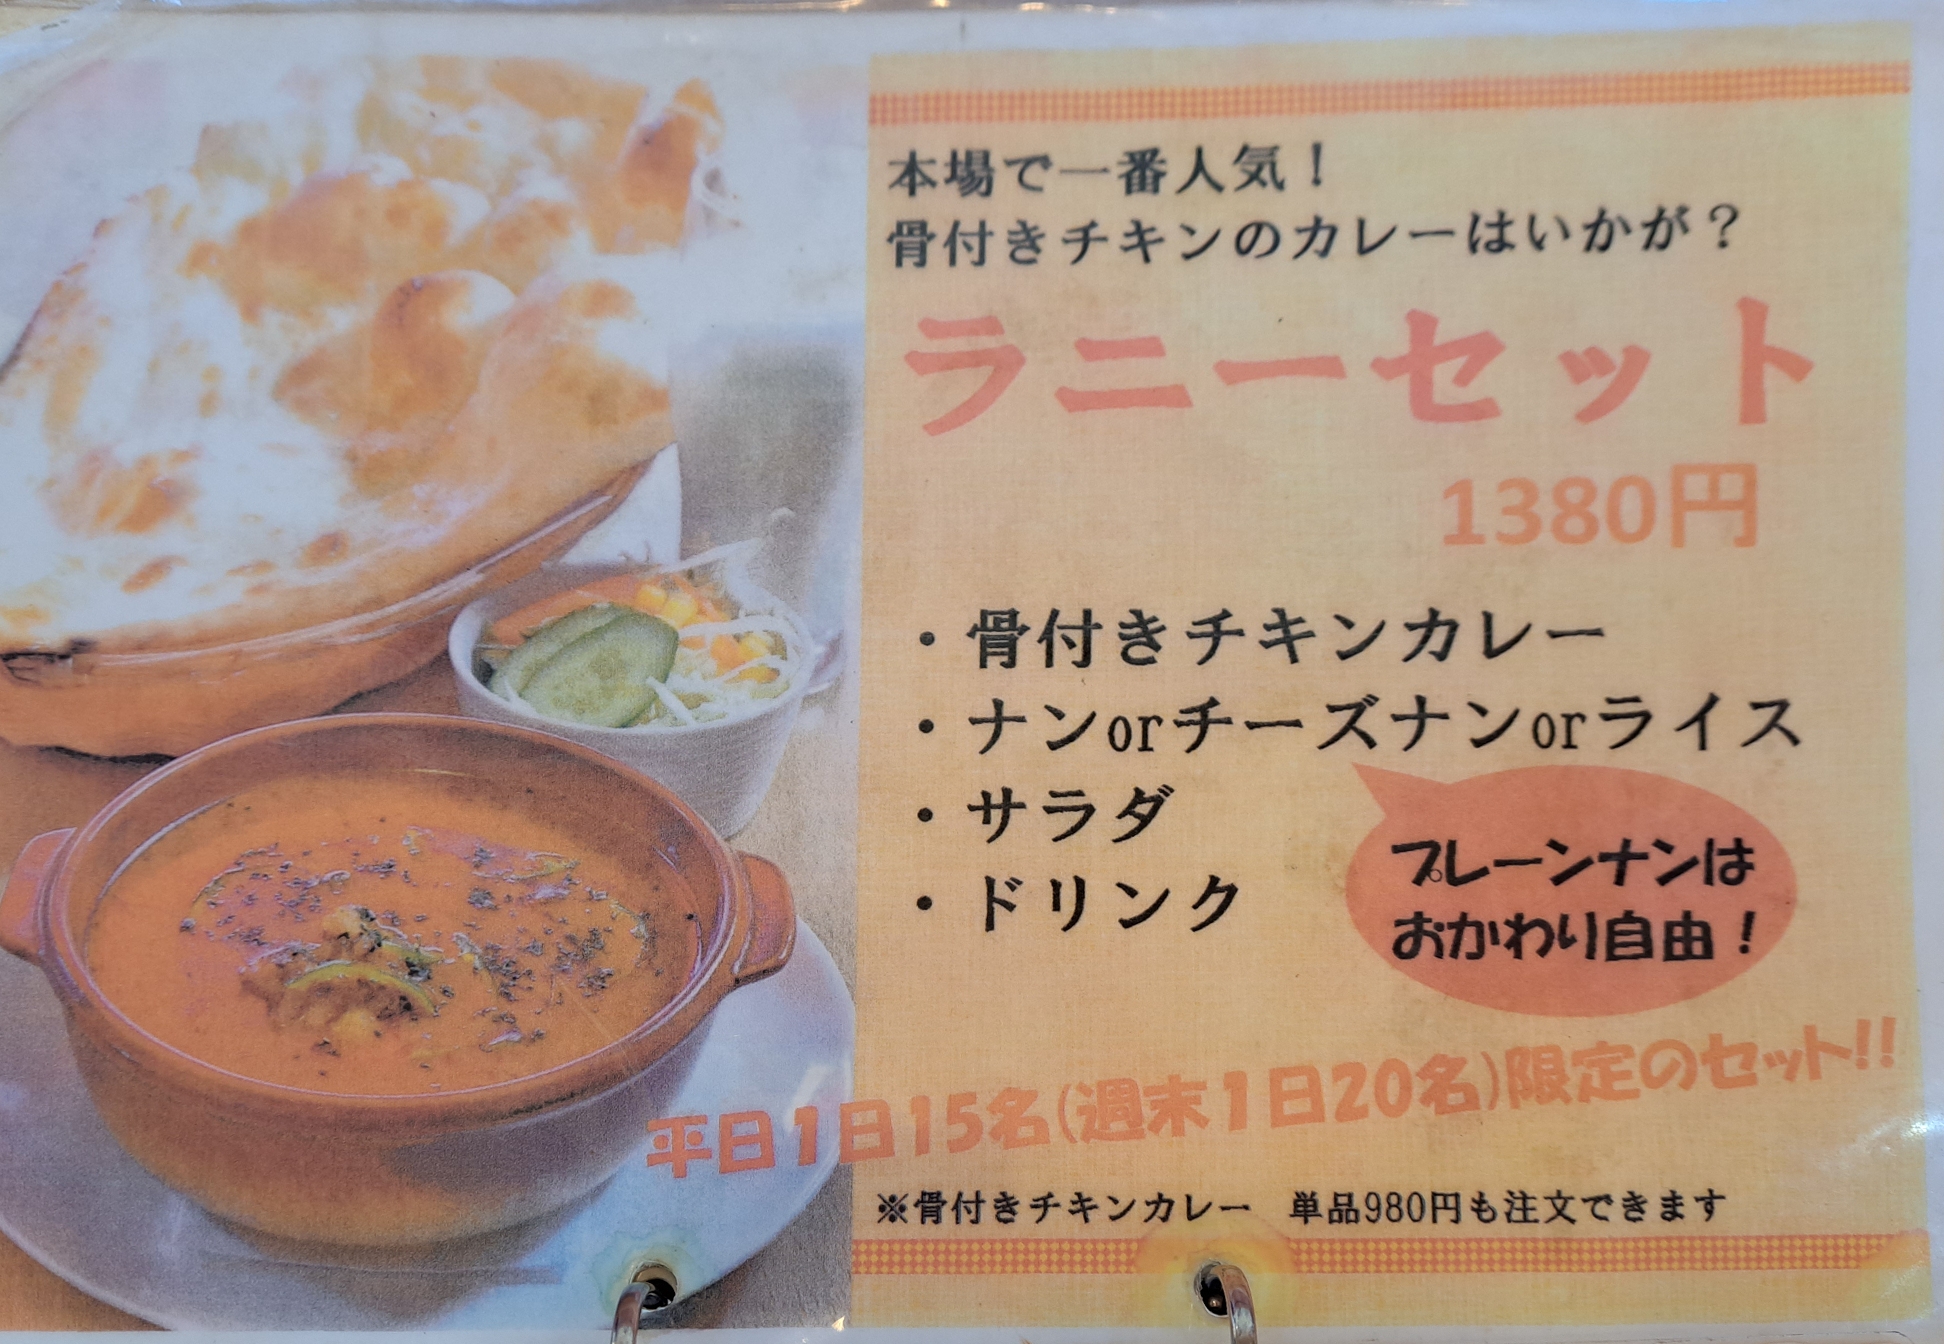 本場で一番人気！
骨付きチキンのカレーはいかが？
ラニーセット
1380円
・骨付きチキンカレー
・ナンorチーズナンorライス
・サラダ
・ドリンク
プレーンナンは
おかわり自由！
平日1日15名(週末1日20名)限定のセット!!
※骨付きチキンカレー　単品980円も注文できます